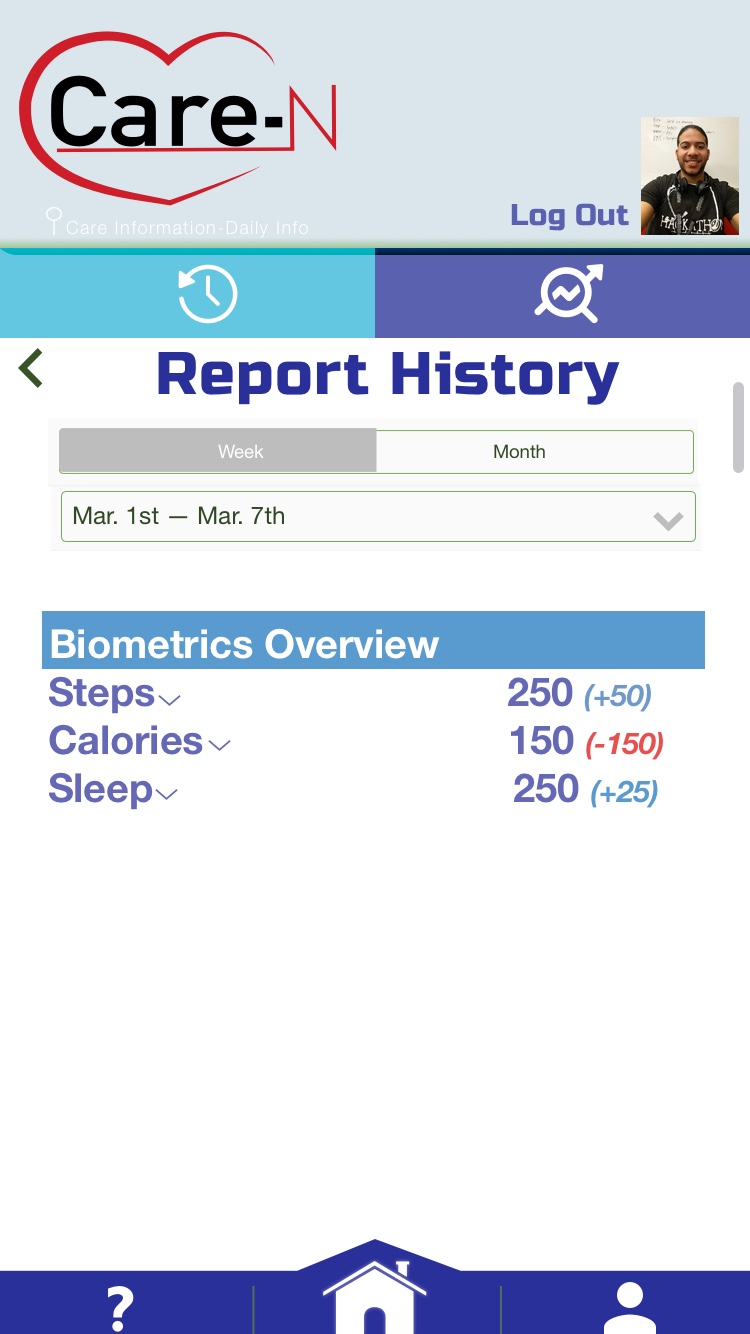 Care-N
Care Information-Daily Info
Log Out
HACKATHO
Report History
Week Month
Mar. 1st — Mar. 7th
Biometrics Overview
Steps 250 (+50)
Calories 150 (-150)
Sleep 250 (+25)
?